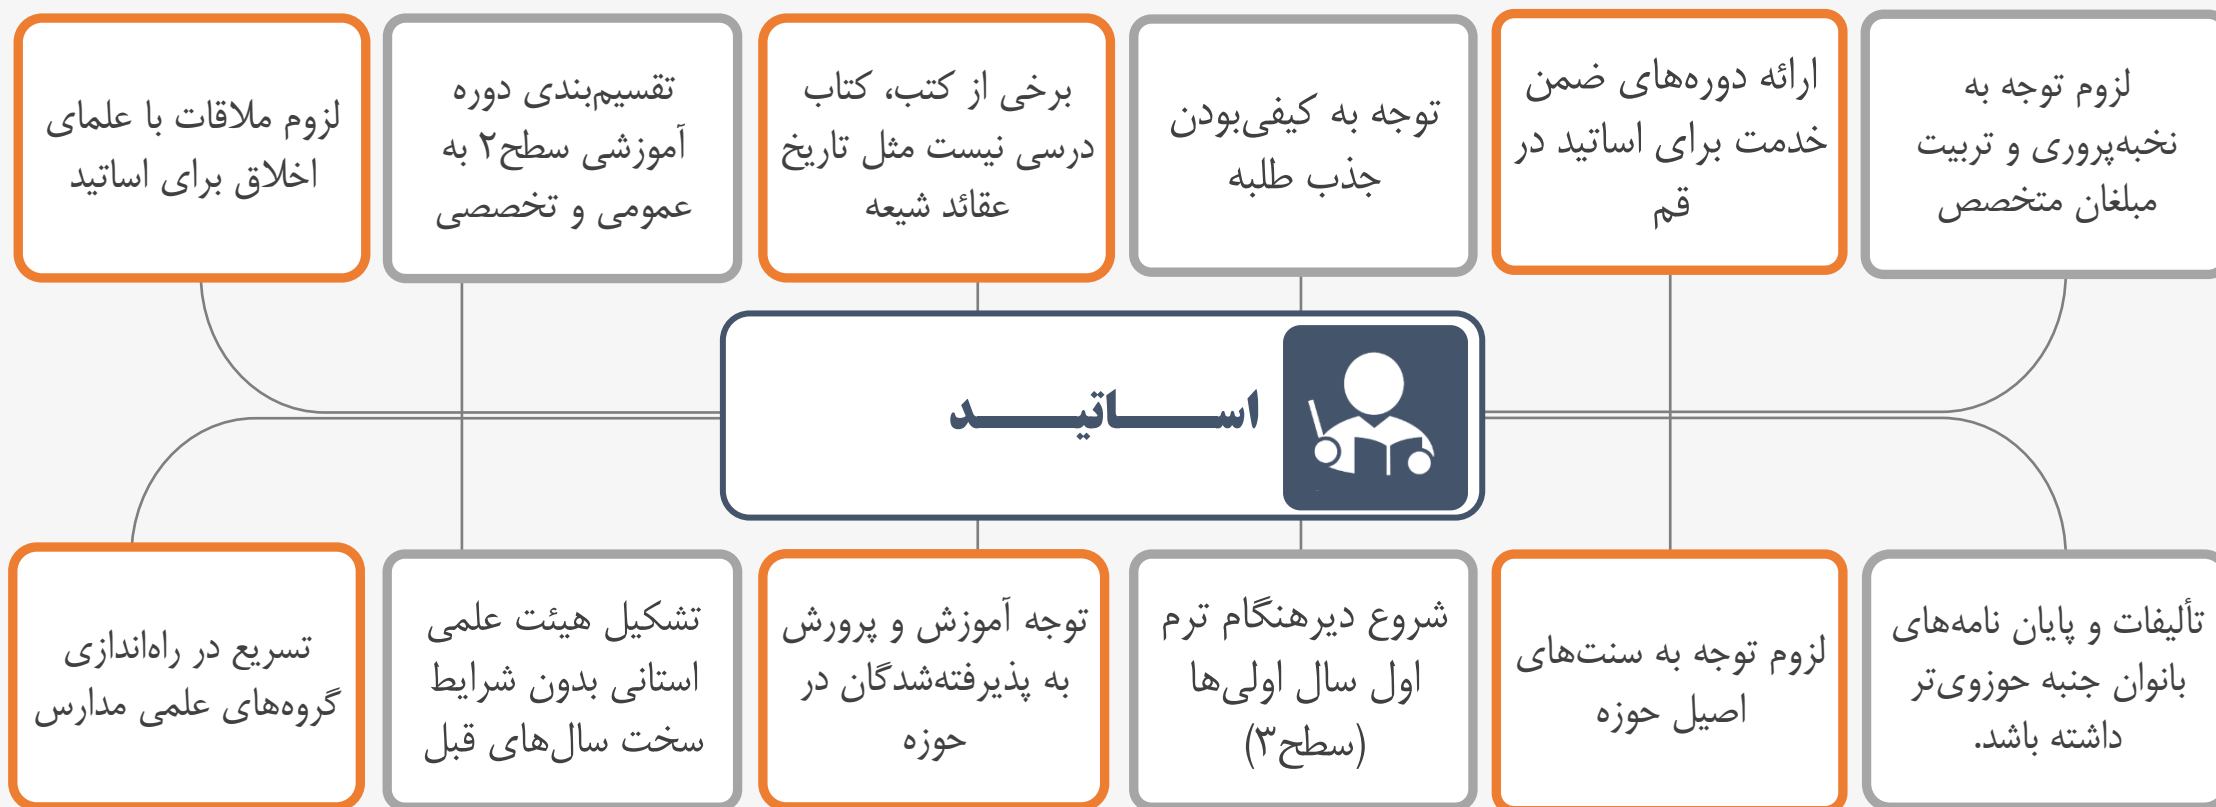 لزوم توجه به
نخبه‌پروری و تربیت
مبلغان متخصص
ارائه دوره‌های ضمن
خدمت برای اساتید در
قم
توجه به کیفی‌بودن
جذب طلبه
برخی از کتب، کتاب
درسی نیست مثل تاریخ
عقائد شیعه
تقسیم‌بندی دوره
آموزشی سطح۲ به
عمومی و تخصصی
لزوم ملاقات با علمای
اخلاق برای اساتید
اســــاتیــــد
تألیفات و پایان نامه‌های
بانوان جنبه حوزوی‌تر
داشته باشد.
لزوم توجه به سنت‌های
اصیل حوزه
شروع دیرهنگام ترم
اول سال اولی‌ها
(سطح۳)
توجه آموزش و پرورش
به پذیرفته‌شدگان در
حوزه
تشکیل هیئت علمی
استانی بدون شرایط
سخت سال‌های قبل
تسریع در راه‌اندازی
گروه‌های علمی مدارس